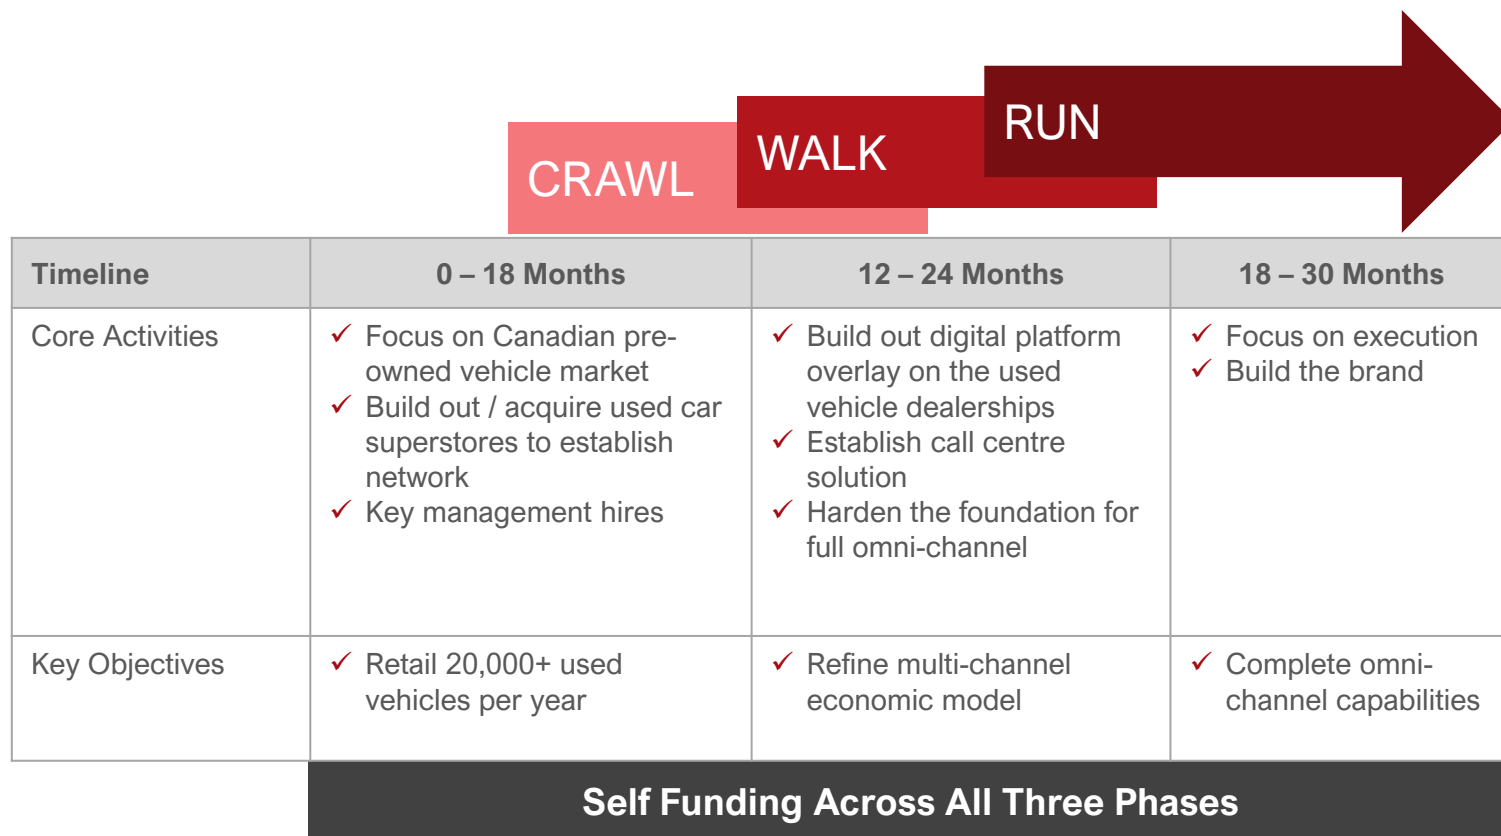 CRAWL
WALK
RUN
Timeline
0 – 18 Months
12 – 24 Months
18 – 30 Months
Core Activities
✓ Focus on Canadian pre-
owned vehicle market
✓ Build out / acquire used car
superstores to establish
network
✓ Key management hires
✓ Build out digital platform
overlay on the used
vehicle dealerships
✓ Establish call centre
solution
✓ Harden the foundation for
full omni-channel
✓ Focus on execution
✓ Build the brand
Key Objectives
✓ Retail 20,000+ used
vehicles per year
✓ Refine multi-channel
economic model
✓ Complete omni-
channel capabilities
Self Funding Across All Three Phases